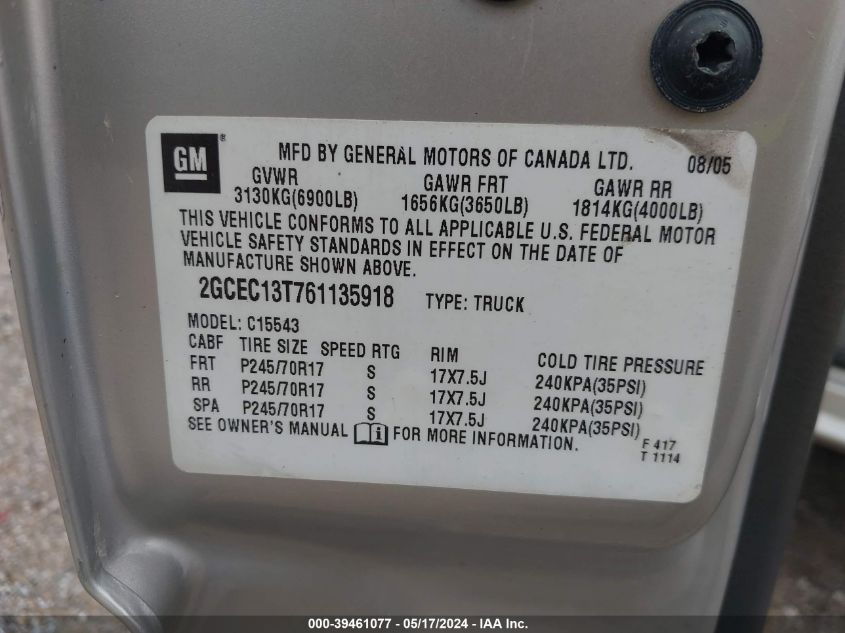 GM®
MFD BY GENERAL MOTORS OF CANADA LTD. 08/05
GVWR GAWR FRT GAWR RR
3130KG(6900LB) 1656KG(3650LB) 1814KG(4000LB)
THIS VEHICLE CONFORMS TO ALL APPLICABLE U.S. FEDERAL MOTOR
VEHICLE SAFETY STANDARDS IN EFFECT ON THE DATE OF
MANUFACTURE SHOWN ABOVE.
2GCEC13T761135918 TYPE: TRUCK
MODEL: C15543
CABF TIRE SIZE SPEED RTG RIM COLD TIRE PRESSURE
FRT P245/70R17 S 17X7.5J 240KPA(35PSI)
RR P245/70R17 S 17X7.5J 240KPA(35PSI)
SPA P245/70R17 S 17X7.5J 240KPA(35PSI)
SEE OWNER'S MANUAL i FOR MORE INFORMATION.
F 417
T 1114
000-39461077 - 05/17/2024 - IAA Inc.